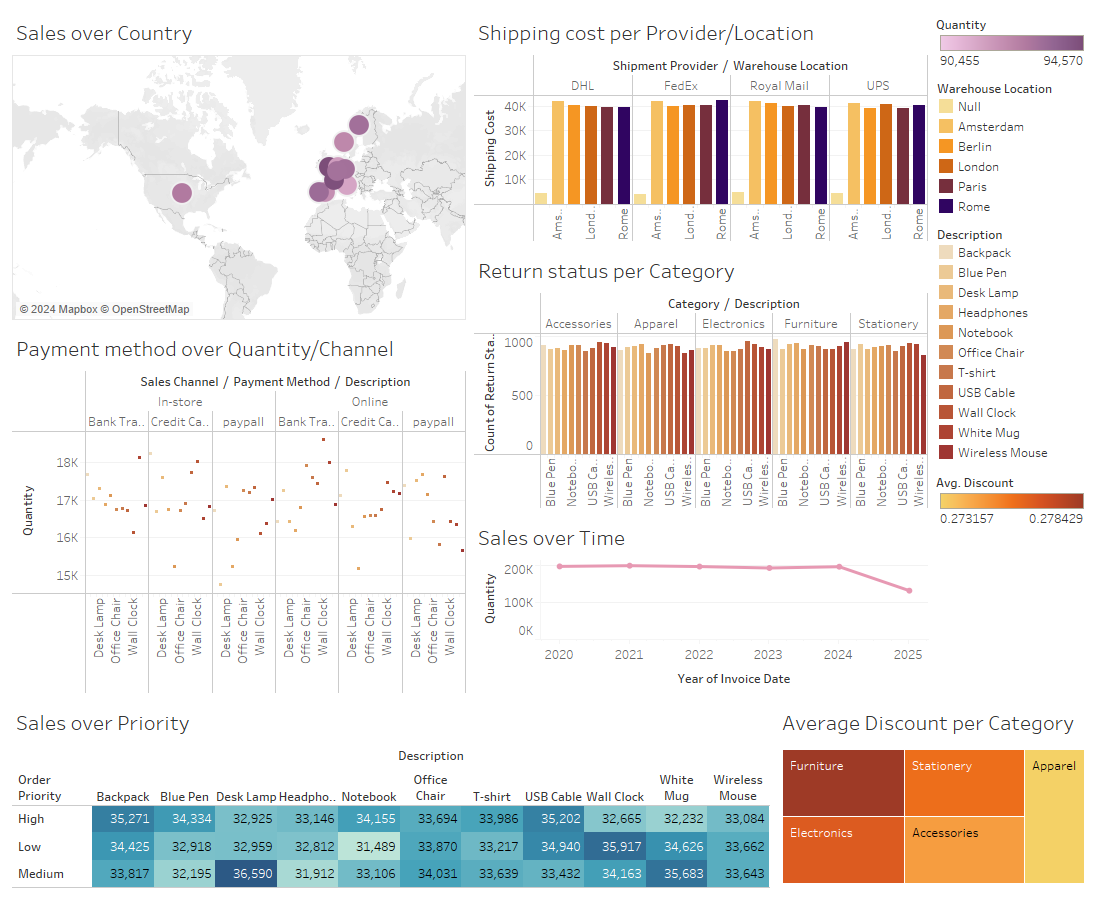 Sales over Country
© 2024 Mapbox © OpenStreetMap
Shipping cost per Provider/Location
Shipment Provider / Warehouse Location
DHL FedEx Royal Mail UPS
Shipping Cost
40K
30K
20K
10K
Ams.. Lond.. Rome Ams.. Lond.. Rome Ams.. Lond.. Rome Ams.. Lond.. Rome
Quantity
90,455 94,570
Warehouse Location
Null
Amsterdam
Berlin
London
Paris
Rome
Description
Backpack
Blue Pen
Desk Lamp
Headphones
Notebook
Office Chair
T-shirt
USB Cable
Wall Clock
White Mug
Wireless Mouse
Avg. Discount
0.273157 0.278429
Return status per Category
Category / Description
Accessories Apparel Electronics Furniture Stationery
Count of Return Sta..
1000
500
0
Blue Pen Notebo.. USB Ca.. Wireles.. Blue Pen Notebo.. USB Ca.. Wireles.. Blue Pen Notebo.. USB Ca.. Wireles.. Blue Pen Notebo.. USB Ca.. Wireles.. Blue Pen Notebo.. USB Ca.. Wireles..
Payment method over Quantity/Channel
Sales Channel / Payment Method / Description
In-store Online
Bank Tra.. Credit Ca.. paypall Bank Tra.. Credit Ca.. paypall
Quantity
18K
17K
16K
15K
Desk Lamp Office Chair Wall Clock Desk Lamp Office Chair Wall Clock Desk Lamp Office Chair Wall Clock Desk Lamp Office Chair Wall Clock Desk Lamp Office Chair Wall Clock Desk Lamp Office Chair Wall Clock
Sales over Time
Quantity
200K
100K
0K
2020 2021 2022 2023 2024 2025
Year of Invoice Date
Sales over Priority
Description
Order Priority Backpack Blue Pen Desk Lamp Headpho.. Notebook Office Chair T-shirt USB Cable Wall Clock White Mug Wireless Mouse
High 35,271 34,334 32,925 33,146 34,155 33,694 33,986 35,202 32,665 32,232 33,084
Low 34,425 32,918 32,959 32,812 31,489 33,870 33,217 34,940 35,917 34,626 33,662
Medium 33,817 32,195 36,590 31,912 33,106 34,031 33,639 33,432 34,163 35,683 33,643
Average Discount per Category
Furniture Stationery Apparel
Electronics Accessories